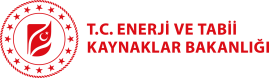 T.C. ENERJİ VE TABİİ
KAYNAKLAR BAKANLIĞI